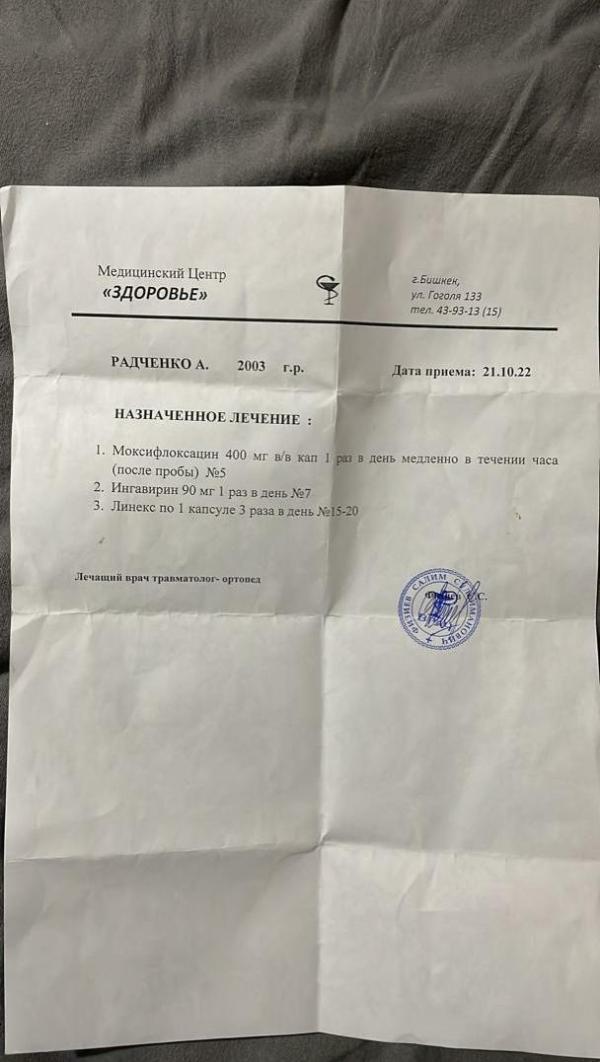 Медицинский Центр
«ЗДОРОВЬЕ»
г.Бишкек,
ул. Гоголя 133
тел. 43-93-13 (15)
РАДЧЕНКО А. 2003 г.р.
Дата приема: 21.10.22
НАЗНАЧЕННОЕ ЛЕЧЕНИЕ :
1. Моксифлоксацин 400 мг в/в кап 1 раз в день медленно в течении часа
(после пробы) №5
2. Ингавирин 90 мг 1 раз в день №7
3. Линекс по 1 капсуле 3 раза в день №15-20
Лечащий врач травматолог- ортопед
ФИЗИЕВ САЛИМ